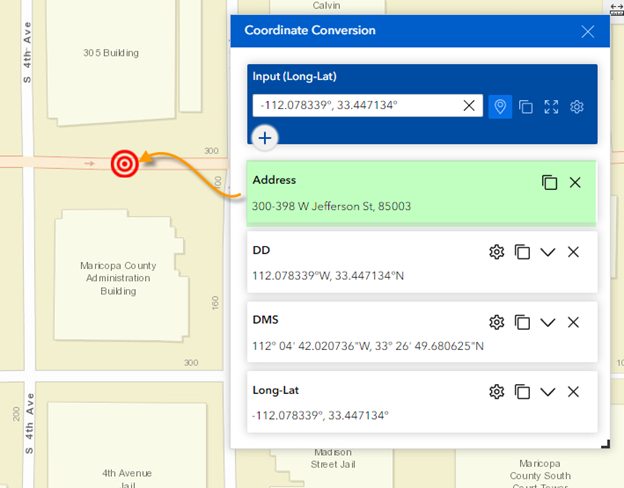 Calvin
S 4th Ave
305 Building
300
100
Maricopa County
Administration
Building
160
300
S 4th Ave
200
4th Avenue
Jail
Madison
Street Jail
Maricopa
County South
Court Tower
Coordinate Conversion
Input (Long-Lat)
-112.078339°, 33.447134°
Address
300-398 W Jefferson St, 85003
DD
112.078339°W, 33.447134°N
DMS
112° 04' 42.020736"W, 33° 26' 49.680625"N
Long-Lat
-112.078339°, 33.447134°